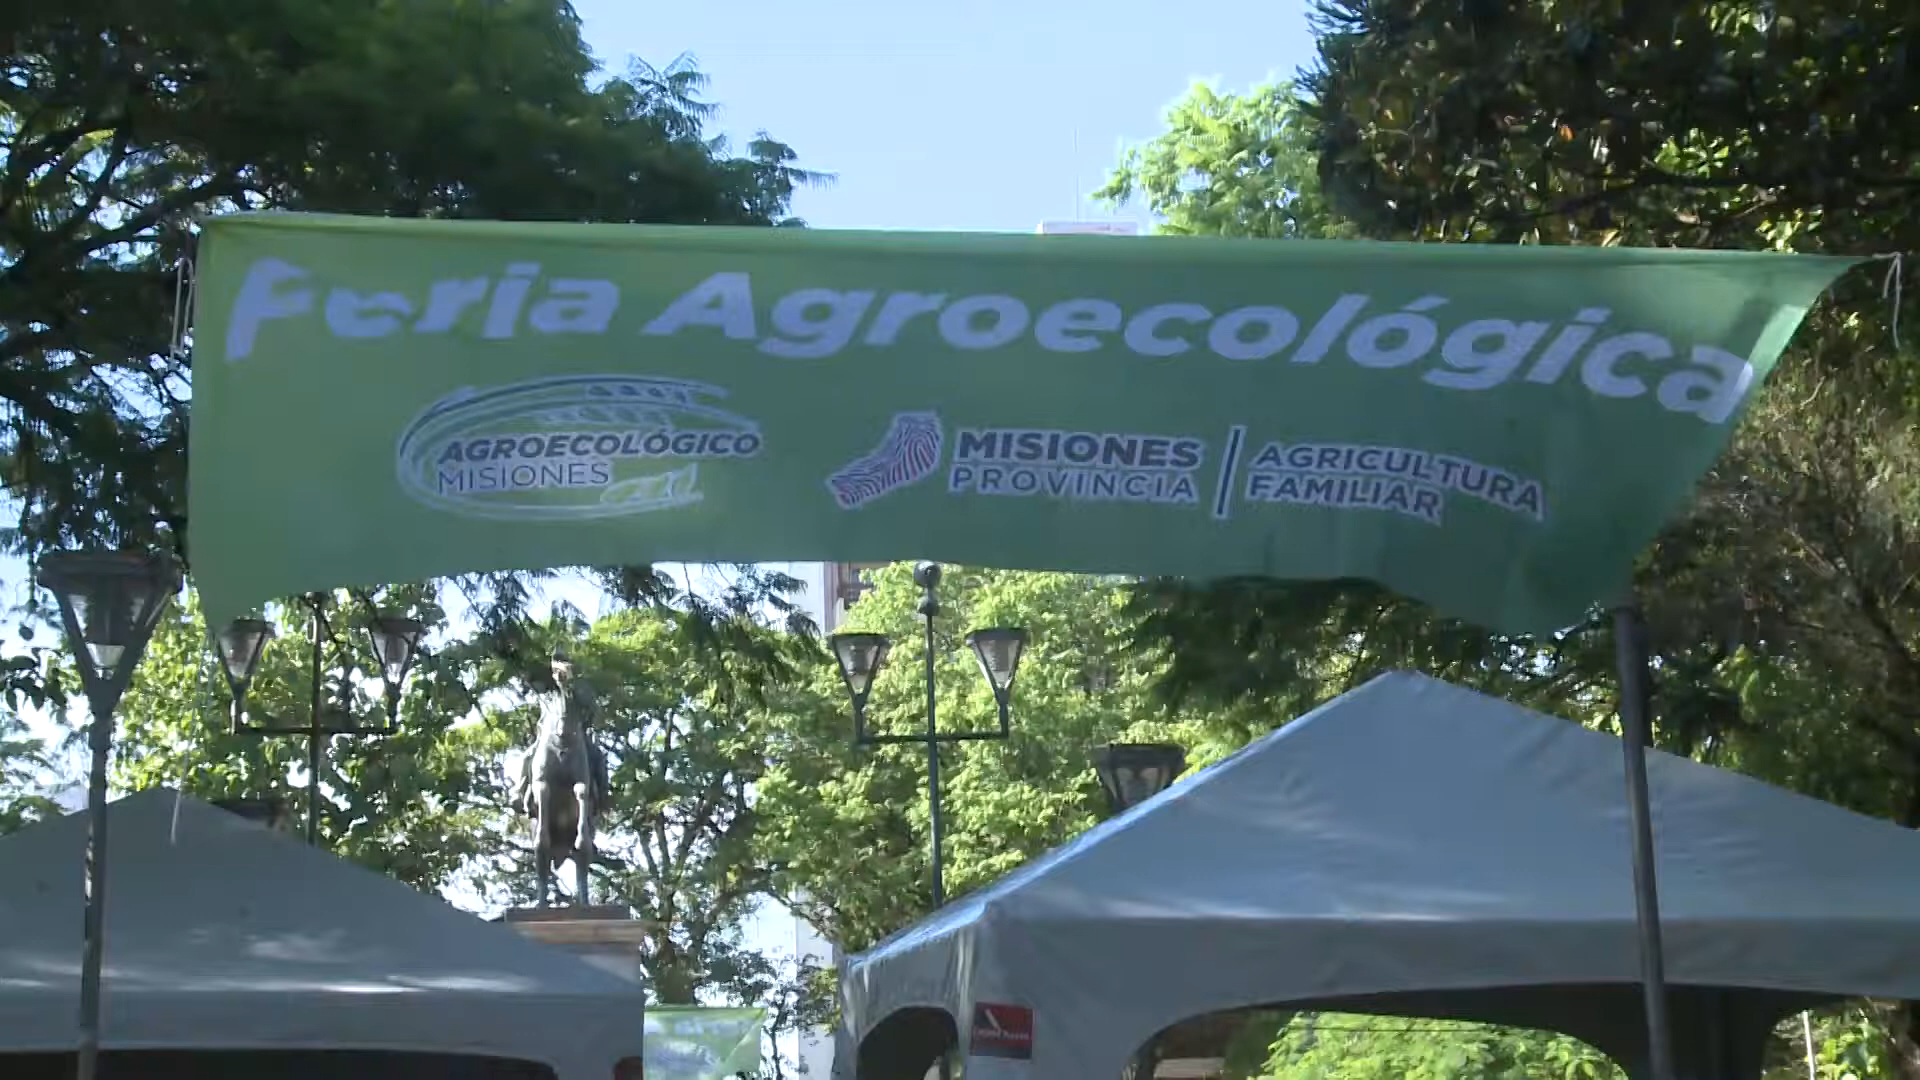 Feria Agroecológica
AGROECOLÓGICO
MISIONES
MISIONES
PROVINCIA
AGRICULTURA
FAMILIAR